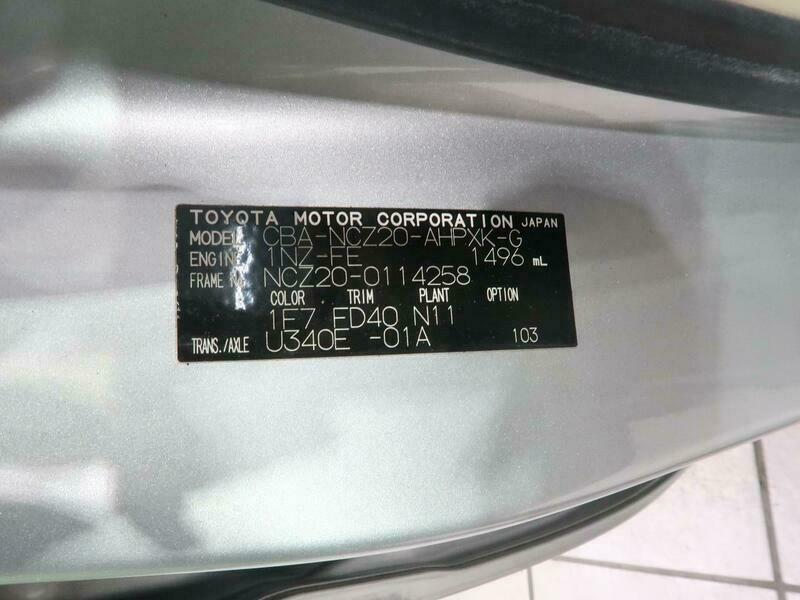 TOYOTA MOTOR CORPORATION JAPAN
MODEL CBA-NCZ20-AHPXK-G
ENGINE 1NZ-FE 1496 mL
FRAME No. NCZ20-0114258
COLOR TRIM PLANT OPTION
1F7 FD40 N11
TRANS./AXLE U340E -01A 103